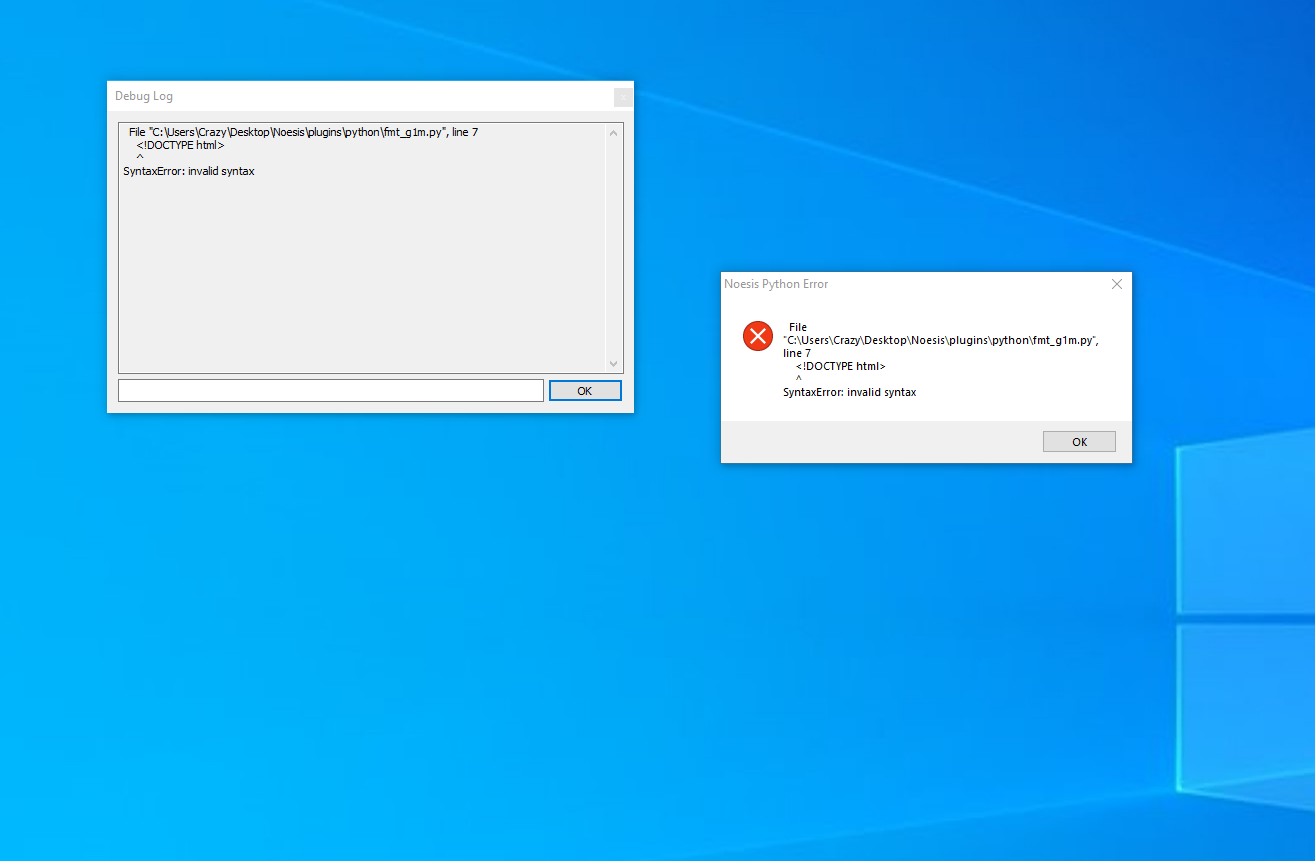 Debug Log
File "C:\Users\Crazy\Desktop\Noesis\plugins\python\fmt_g1m.py", line 7
<!DOCTYPE html>
^
SyntaxError: invalid syntax
OK
Noesis Python Error
File
"C:\Users\Crazy\Desktop\Noesis\plugins\python\fmt_g1m.py",
line 7
<!DOCTYPE html>
^
SyntaxError: invalid syntax
OK